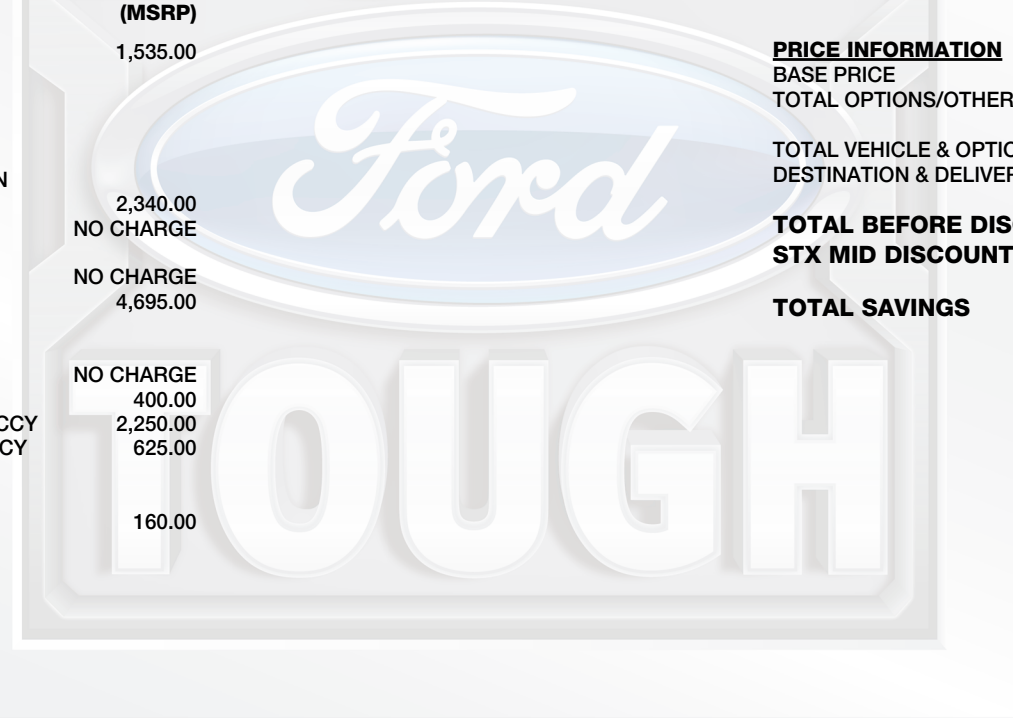 (MSRP)
1,535.00
N
2,340.00
NO CHARGE
NO CHARGE
4,695.00
NO CHARGE
400.00
CCY 2,250.00
CY 625.00
160.00
Ford
TOUGH
PRICE INFORMATION
BASE PRICE
TOTAL OPTIONS/OTHER
TOTAL VEHICLE & OPTIO
DESTINATION & DELIVER
TOTAL BEFORE DIS
STX MID DISCOUNT
TOTAL SAVINGS